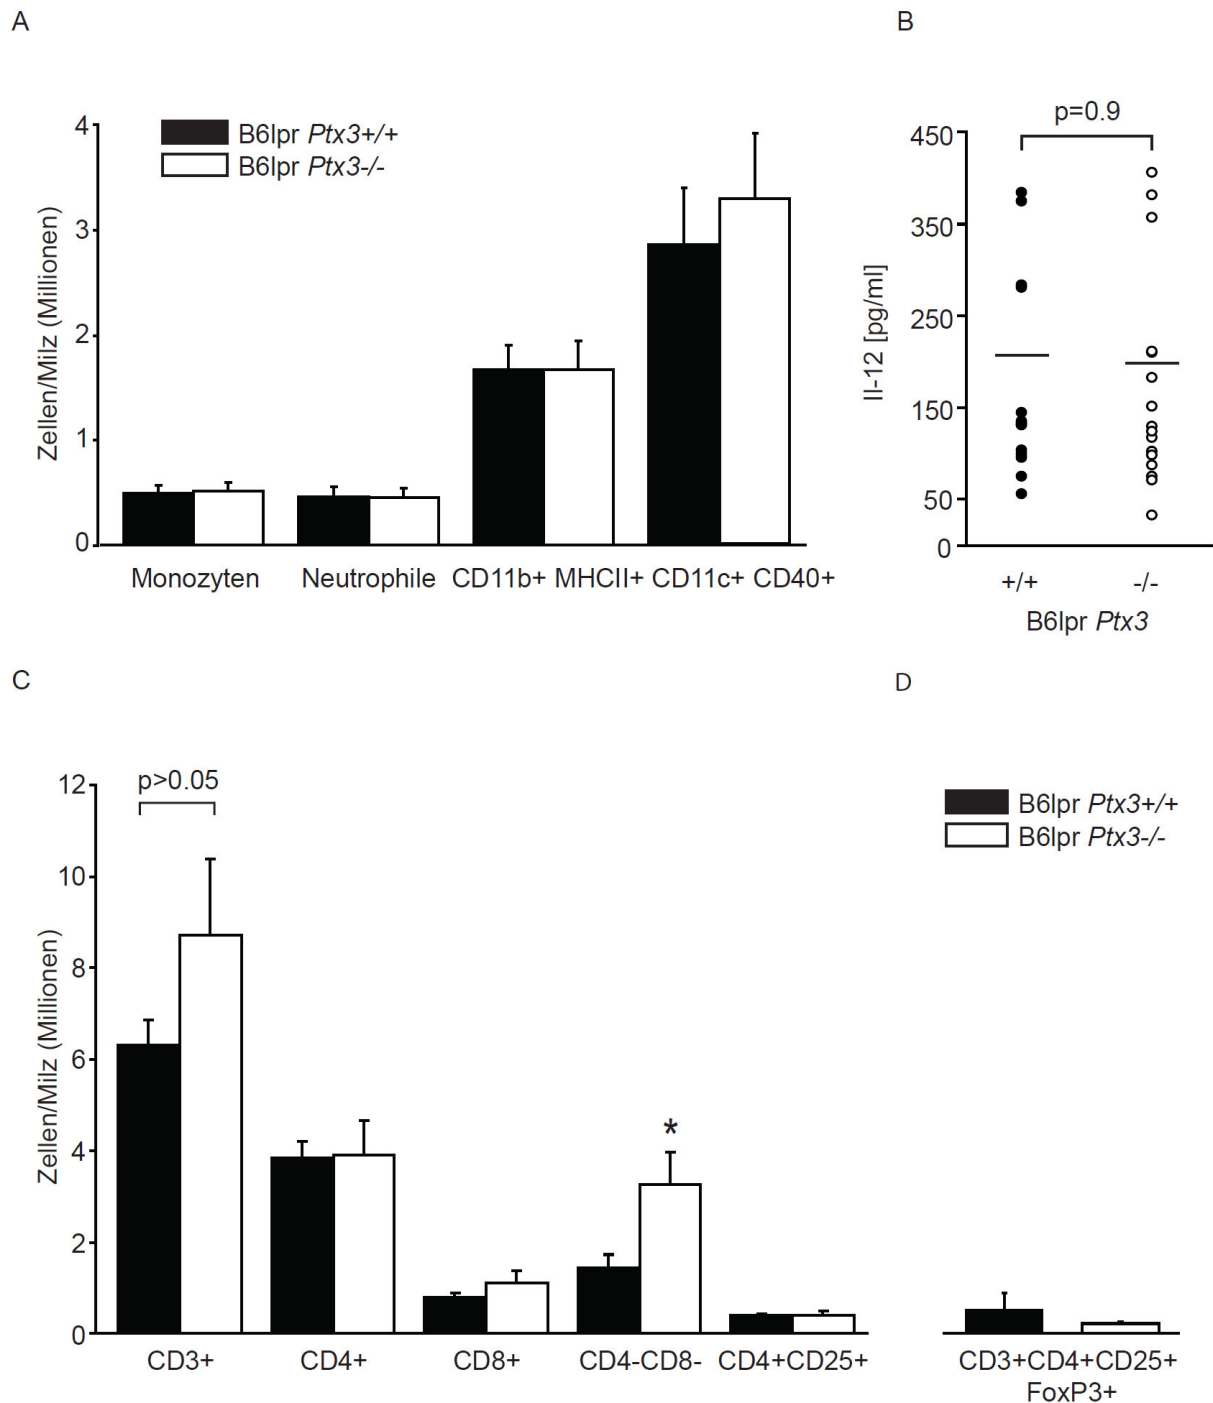 A
B6lpr Ptx3+/+
B6lpr Ptx3-/-
Zellen/Milz (Millionen)
4
3
2
1
0
Monozyten Neutrophile CD11b+ MHCII+ CD11c+ CD40+
B
p=0.9
Il-12 [pg/ml]
450
350
250
150
50
0
+/+ -/-
B6lpr Ptx3
C
p>0.05
Zellen/Milz (Millionen)
12
10
8
6
4
2
0
*
CD3+ CD4+ CD8+ CD4-CD8- CD4+CD25+
D
B6lpr Ptx3+/+
B6lpr Ptx3-/-
CD3+CD4+CD25+
FoxP3+